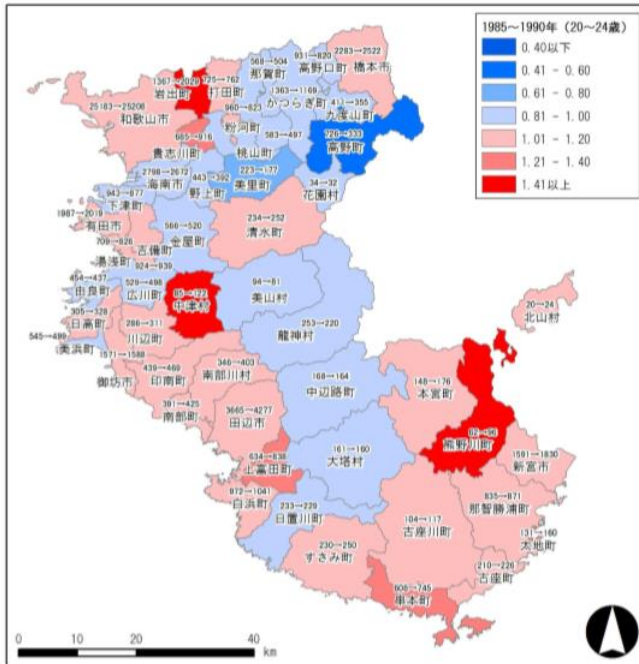 1985～1990年（20～24歳）
0.40以下
0.41 - 0.60
0.61 - 0.80
0.81 - 1.00
1.01 - 1.20
1.21 - 1.40
1.41以上
2283→2522
橋本市
931→820
高野口町
568→504
那賀町
725→762
打田町
1367→2029
岩出町
25183→25208
和歌山市
1363→1169
かつらぎ町
411→355
九度山町
960→823
粉河町
726→333
高野町
583→497
桃山町
685→916
貴志川町
2798→2672
海南市
443→392
野上町
223→177
美里町
34→32
花園村
943→877
下津町
1987→2019
有田市
234→252
清水町
566→520
金屋町
吉備町
709→826
湯浅町
924→939
529→498
広川町
454→437
由良町
85→122
中津村
94→81
美山村
305→328
日高町
286→311
川辺町
253→220
龍神村
20→24
北山村
545→499
美浜町
1571→1588
御坊市
439→469
印南町
346→403
南部川村
168→164
中辺路町
148→176
本宮町
391→425
南部町
3665→4277
田辺市
熊野川町
1591→1830
新宮市
634→838
上富田町
161→160
大塔村
972→1041
白浜町
835→871
那智勝浦町
233→229
日置川町
104→117
古座川町
131→160
太地町
230→250
すさみ町
210→226
古座町
606→745
串本町
0
10
20
40
km